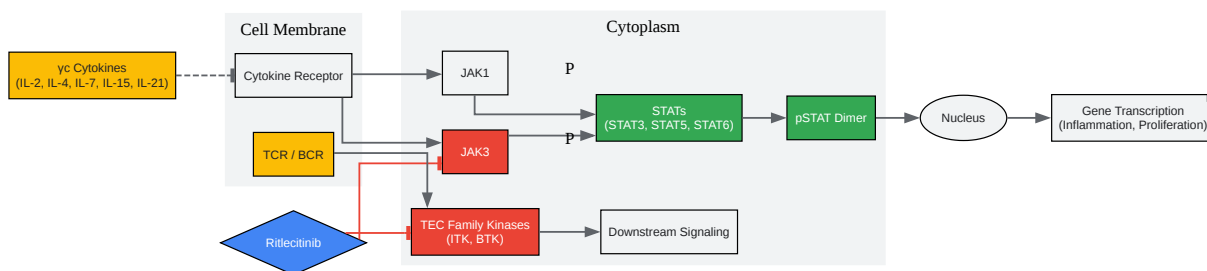 Cell Membrane
Cytoplasm
γc Cytokines
(IL-2, IL-4, IL-7, IL-15, IL-21)
Cytokine Receptor
JAK1
P
STATs
(STAT3, STAT5, STAT6)
pSTAT Dimer
Nucleus
Gene Transcription
(Inflammation, Proliferation)
P
TCR / BCR
JAK3
TEC Family Kinases
(ITK, BTK)
Downstream Signaling
Ritlecitinib